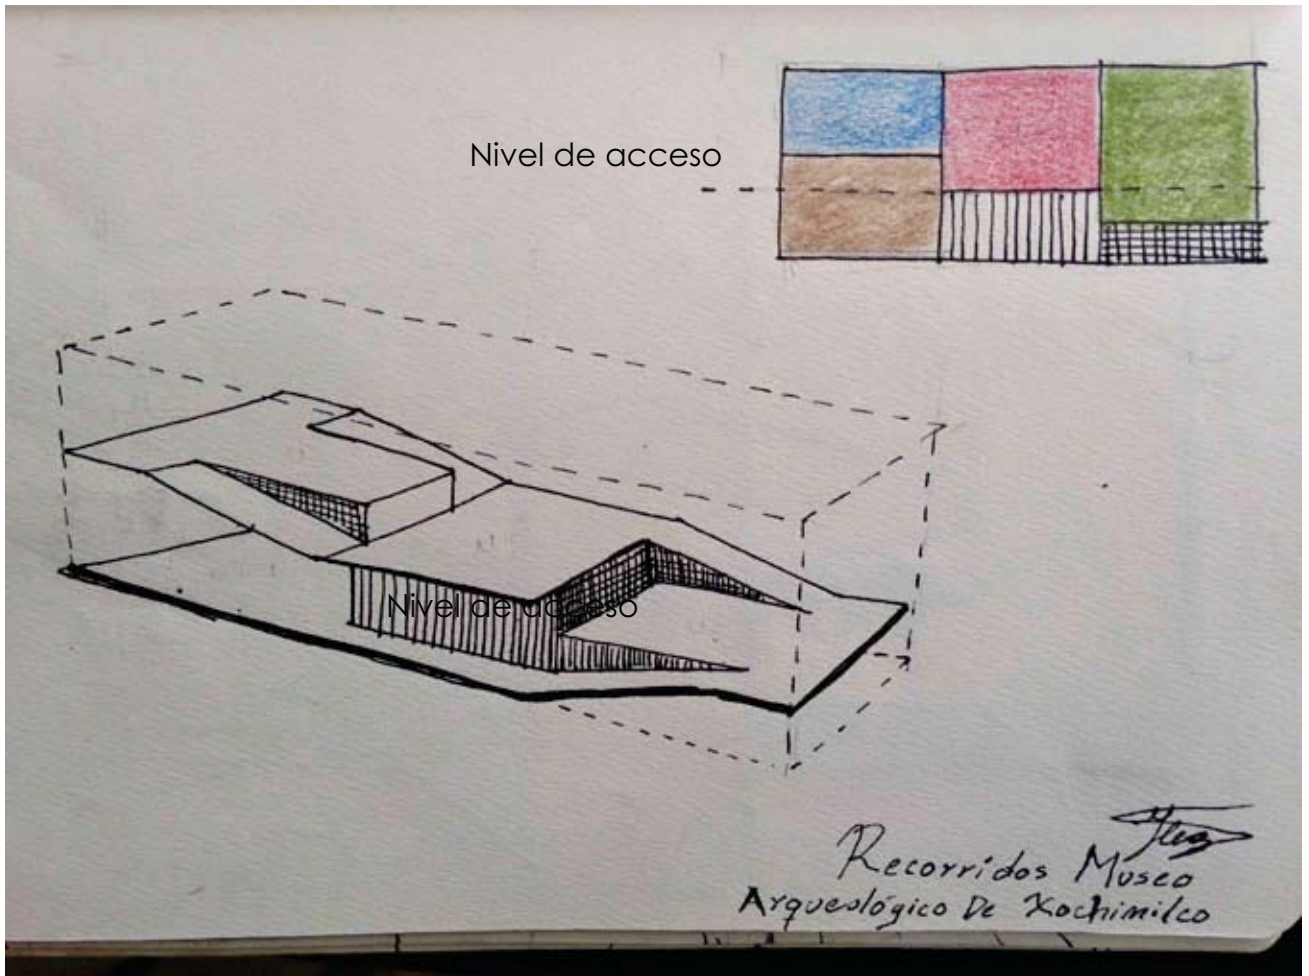 Nivel de acceso
Nivel de acceso
Recorridos Museo
Arqueológico De Xochimilco